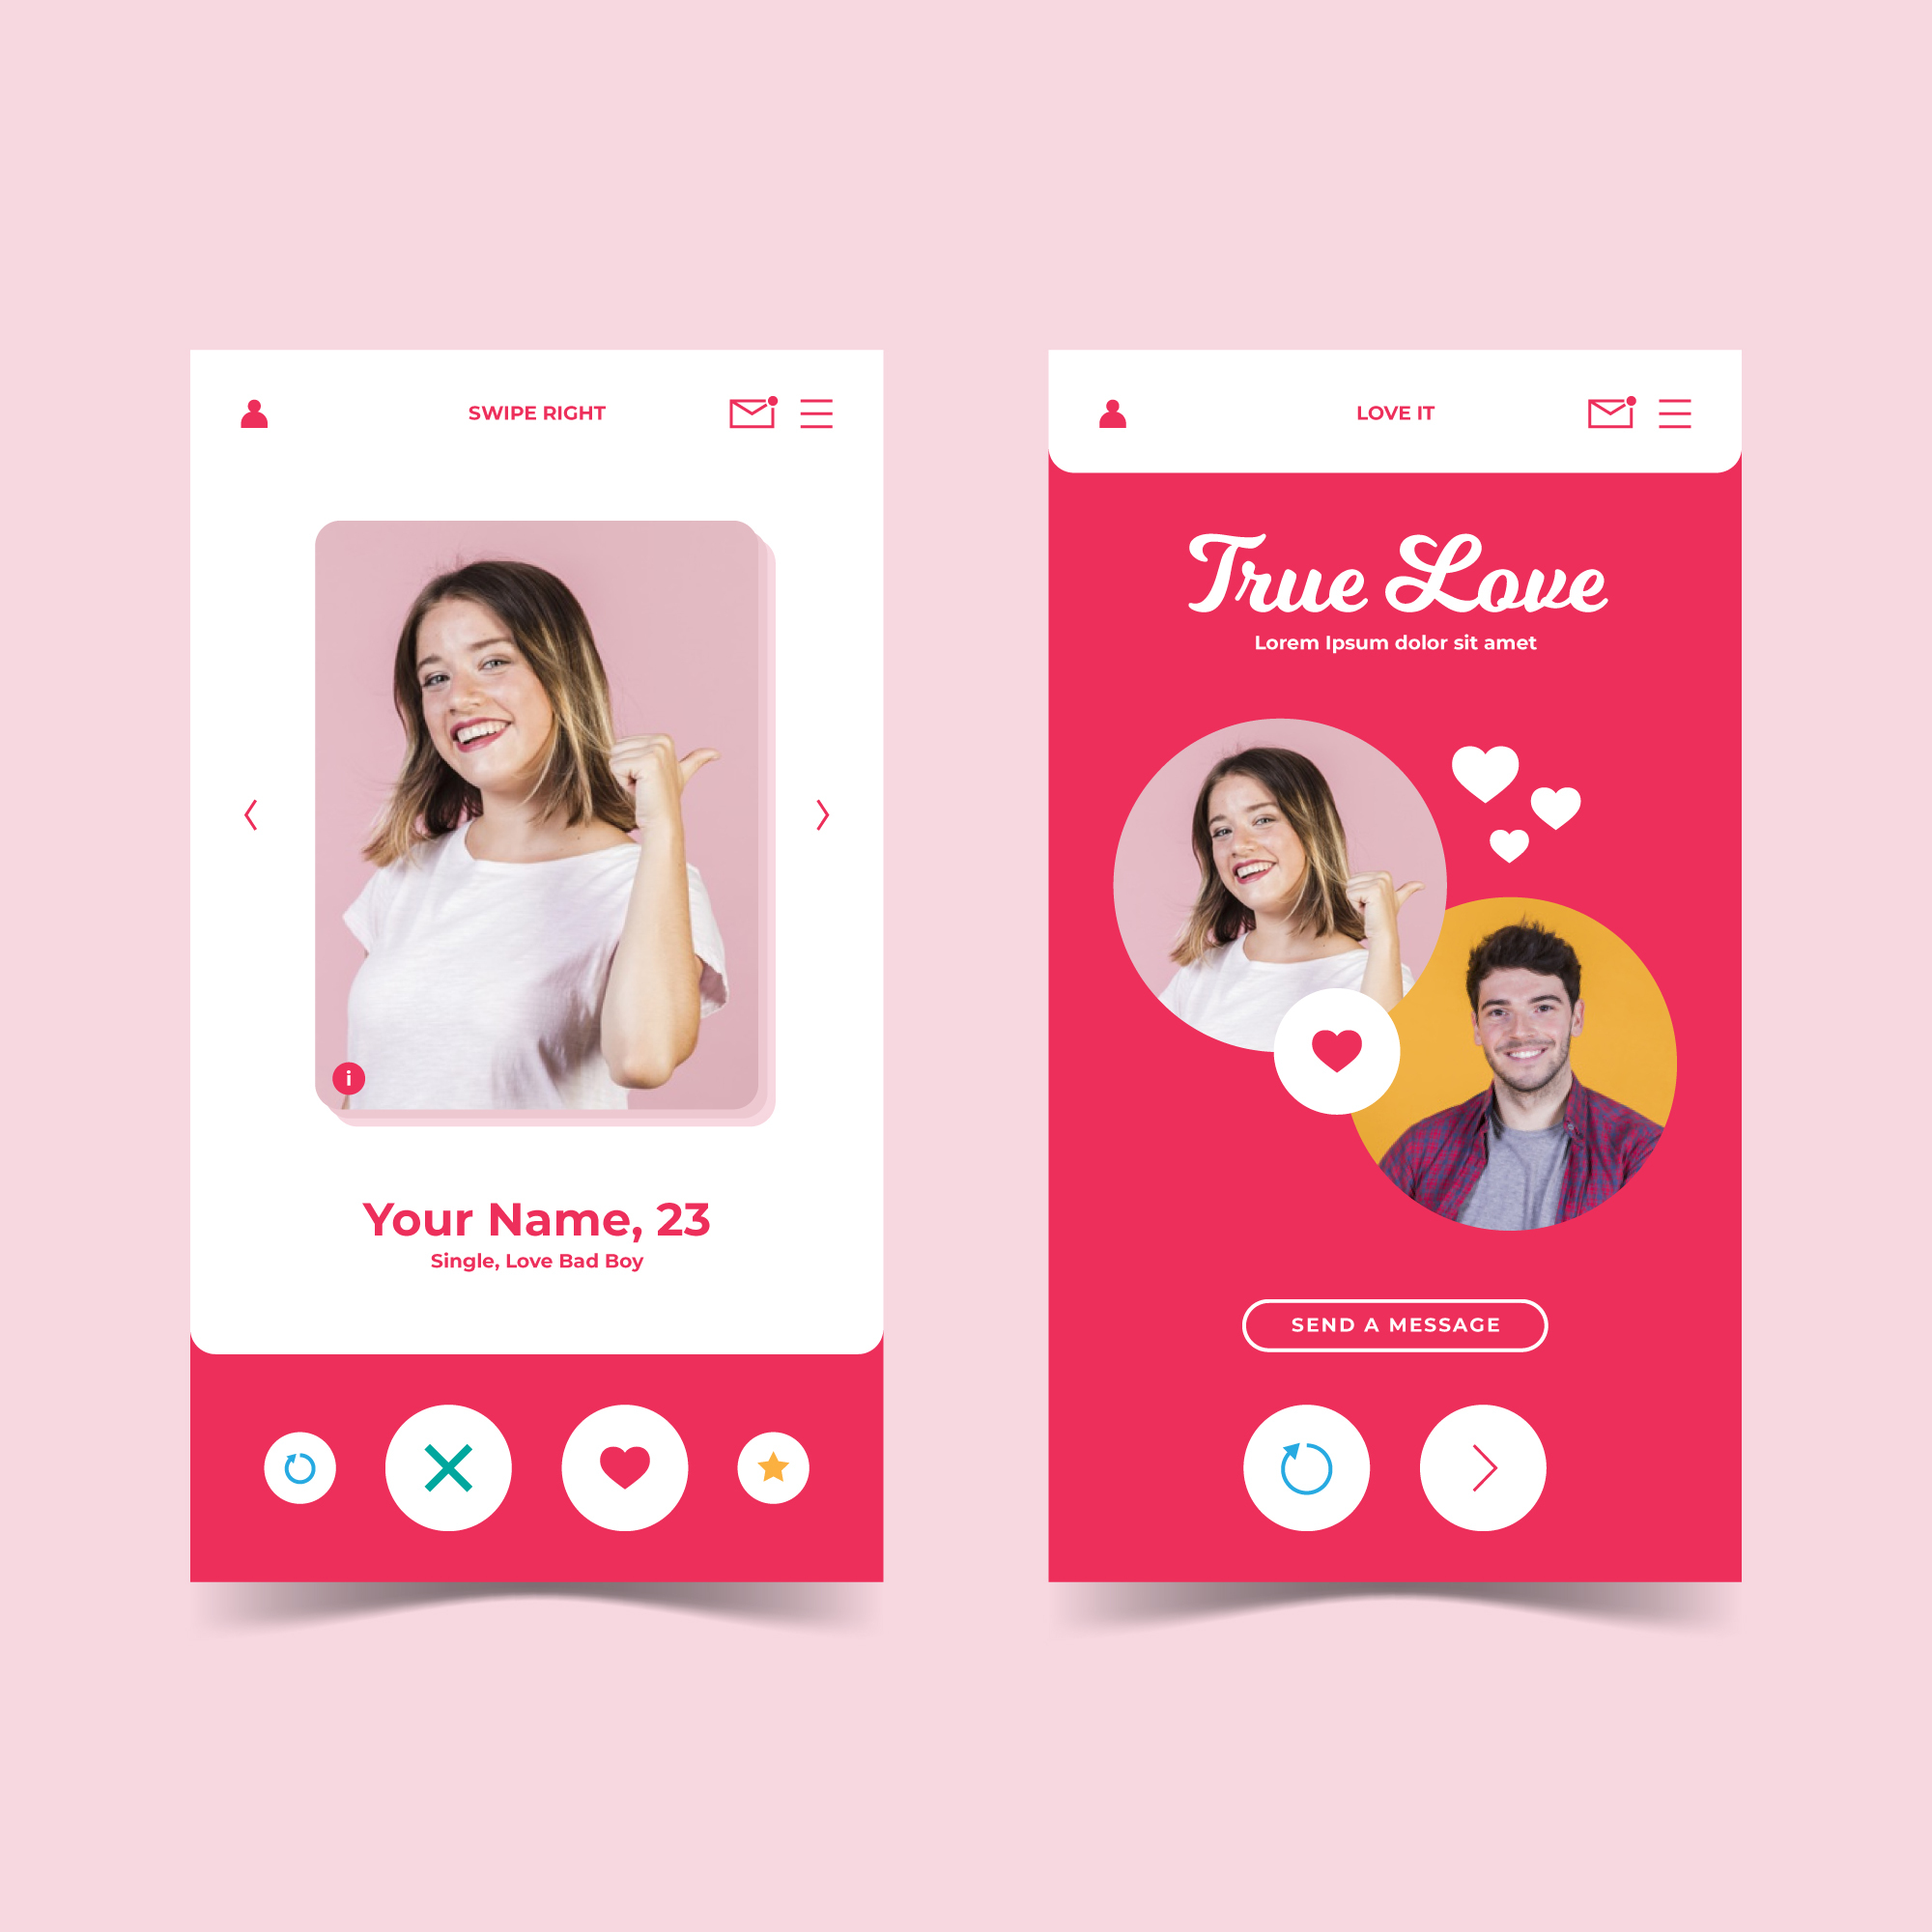 SWIPE RIGHT
i
Your Name, 23
Single, Love Bad Boy
LOVE IT
True Love
Lorem Ipsum dolor sit amet
SEND A MESSAGE